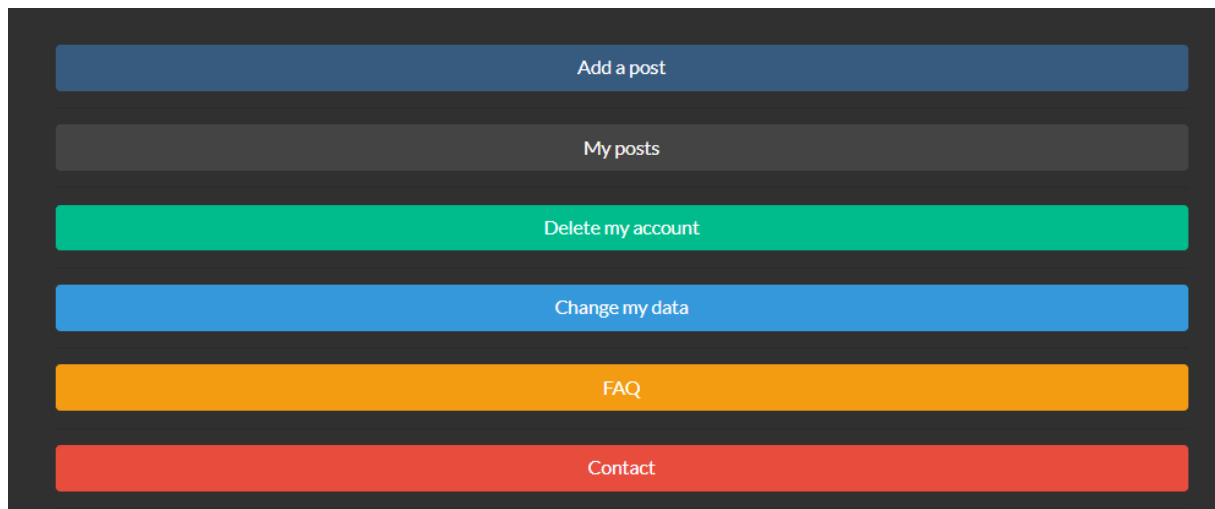 Add a post
My posts
Delete my account
Change my data
FAQ
Contact